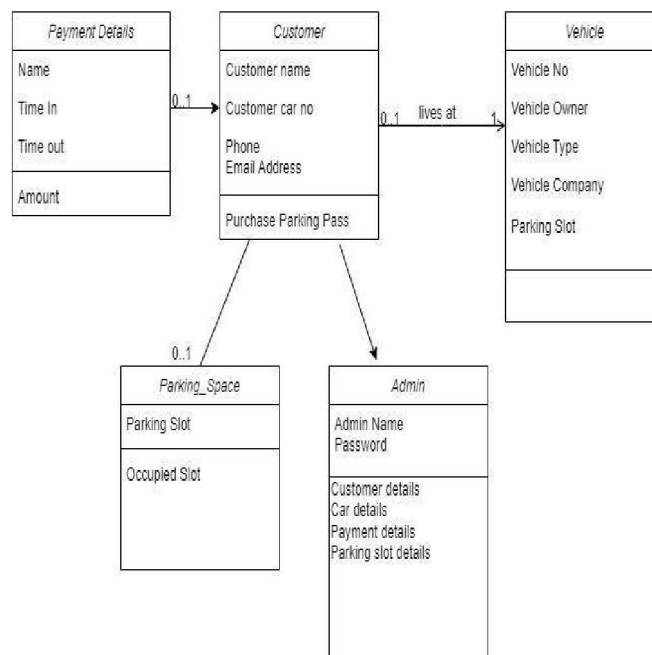 Payment Details
Name
Time In
Time out
Amount
0..1
Customer
Customer name
Customer car no
Phone
Email Address
Purchase Parking Pass
0..1
lives at
1
Vehicle
Vehicle No
Vehicle Owner
Vehicle Type
Vehicle Company
Parking Slot
0..1
Parking_Space
Parking Slot
Occupied Slot
Admin
Admin Name
Password
Customer details
Car details
Payment details
Parking slot details